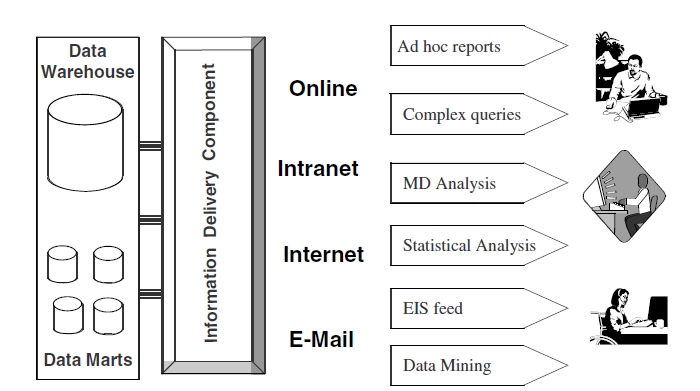 Data
Warehouse
Data Marts
Information Delivery Component
Online
Intranet
Internet
E-Mail
Ad hoc reports
Complex queries
MD Analysis
Statistical Analysis
EIS feed
Data Mining